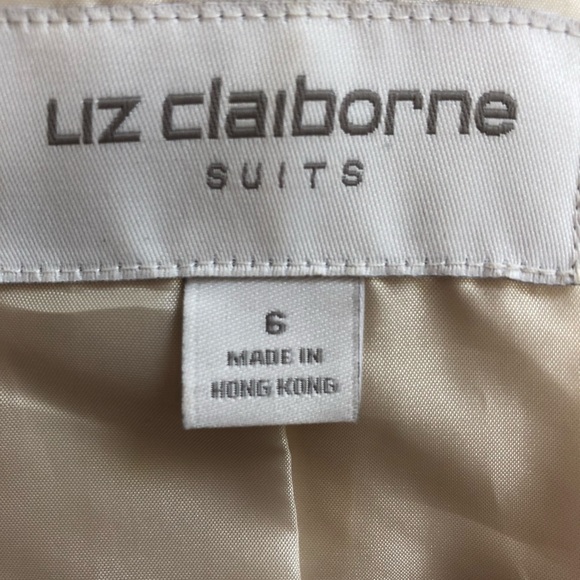 LIZ claiborne
SUITS
6
MADE IN
HONG KONG